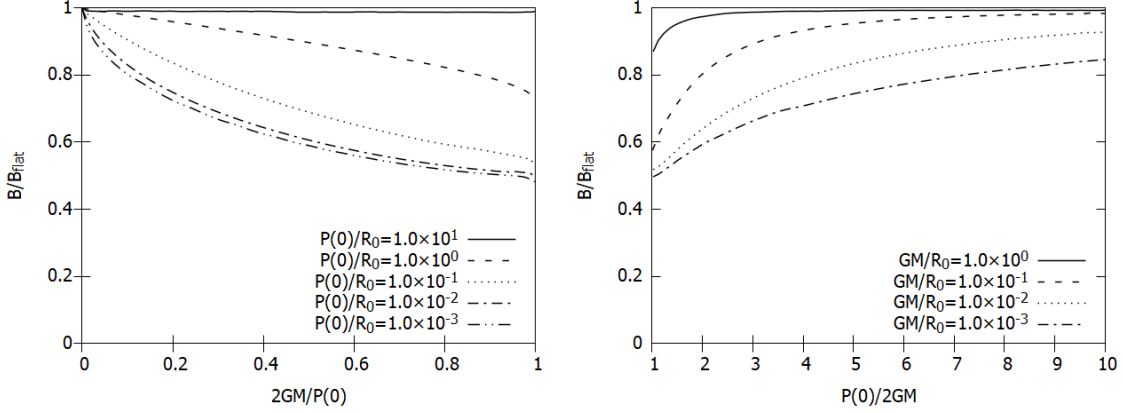 1
0.8
0.6
0.4
0.2
0
B/Bflat
P(0)/R0=1.0×10^1
P(0)/R0=1.0×10^0
P(0)/R0=1.0×10^-1
P(0)/R0=1.0×10^-2
P(0)/R0=1.0×10^-3
0 0.2 0.4 0.6 0.8 1
2GM/P(0)
1
0.8
0.6
0.4
0.2
0
B/Bflat
GM/R0=1.0×10^0
GM/R0=1.0×10^-1
GM/R0=1.0×10^-2
GM/R0=1.0×10^-3
1 2 3 4 5 6 7 8 9 10
P(0)/2GM